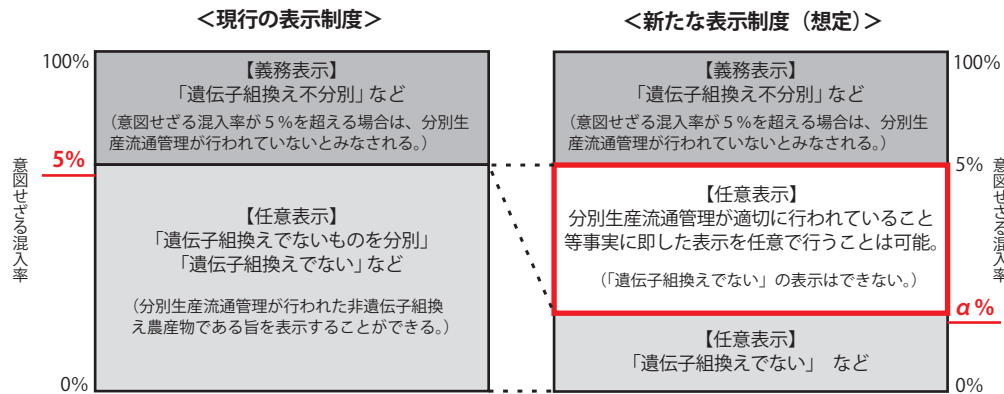 ＜現行の表示制度＞
100%
【義務表示】
「遺伝子組換え不分別」など
（意図せざる混入率が５％を超える場合は、分別生
産流通管理が行われていないとみなされる。）
5%
意図せざる混入率
【任意表示】
「遺伝子組換えでないものを分別」
「遺伝子組換えでない」など
（分別生産流通管理が行われた非遺伝子組換
え農産物である旨を表示することができる。）
0%
＜新たな表示制度（想定）＞
100%
【義務表示】
「遺伝子組換え不分別」など
（意図せざる混入率が５％を超える場合は、分別生
産流通管理が行われていないとみなされる。）
5%
意図せざる混入率
【任意表示】
分別生産流通管理が適切に行われていること
等事実に即した表示を任意で行うことは可能。
（「遺伝子組換えでない」の表示はできない。）
α%
【任意表示】
「遺伝子組換えでない」 など
0%